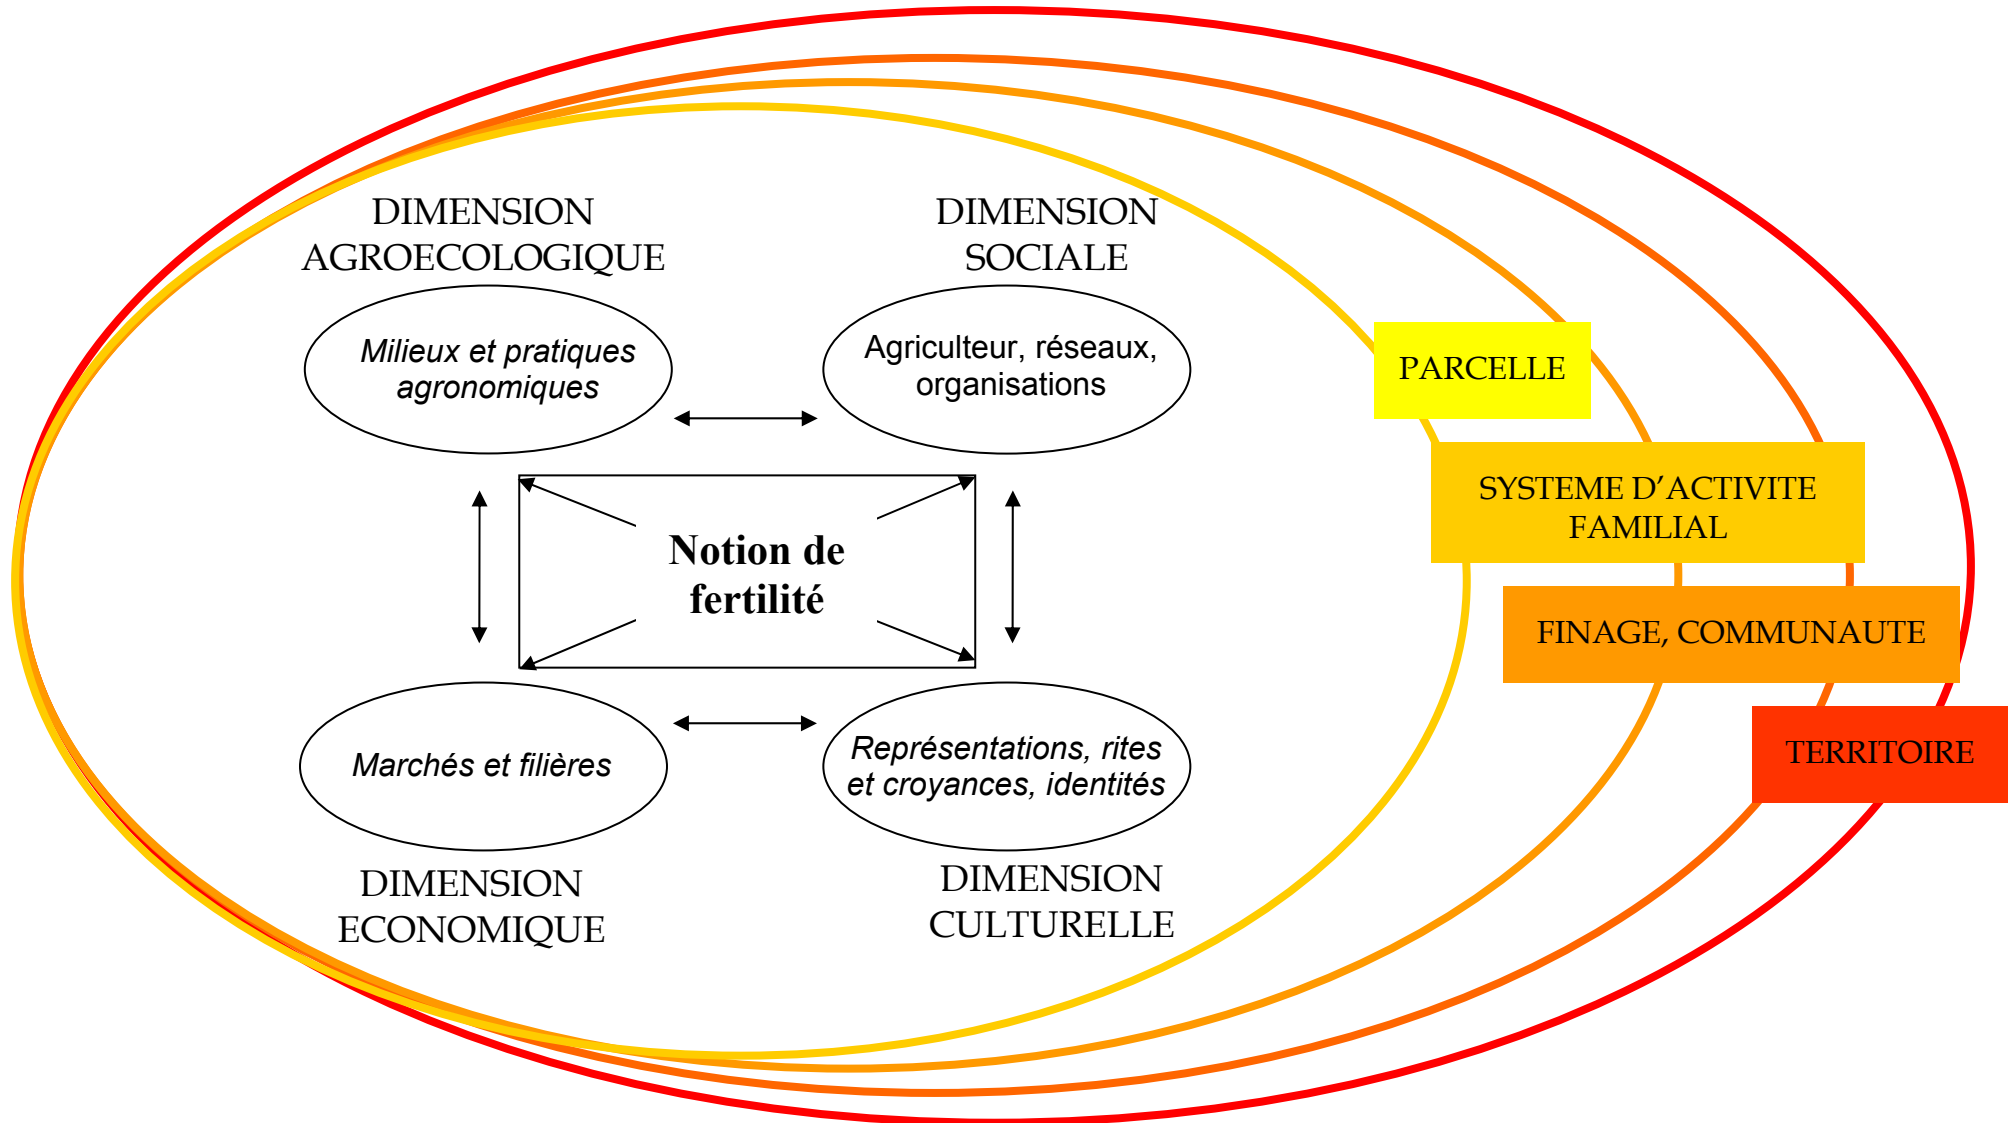 DIMENSION
AGROECOLOGIQUE
Milieux et pratiques
agronomiques
DIMENSION
SOCIALE
Agriculteur, réseaux,
organisations
Notion de
fertilité
Marchés et filières
DIMENSION
ECONOMIQUE
Représentations, rites
et croyances, identités
DIMENSION
CULTURELLE
PARCELLE
SYSTEME D’ACTIVITE
FAMILIAL
FINAGE, COMMUNAUTE
TERRITOIRE